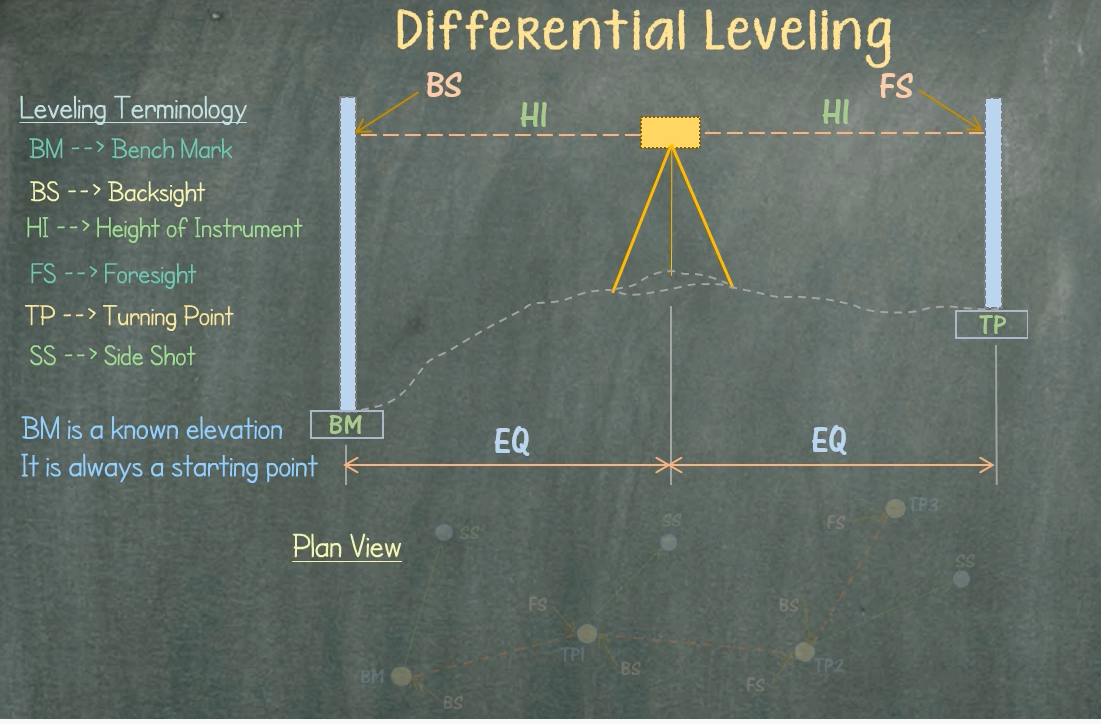 Differential Leveling
BS
FS
HI
HI
Leveling Terminology
BM --> Bench Mark
BS --> Backsight
HI --> Height of Instrument
FS --> Foresight
TP --> Turning Point
SS --> Side Shot
TP
BM
BM is a known elevation
It is always a starting point
EQ
EQ
Plan View
SS
SS
FS
TP3
SS
FS
BS
TP1
BS
TP2
BM
FS
BS